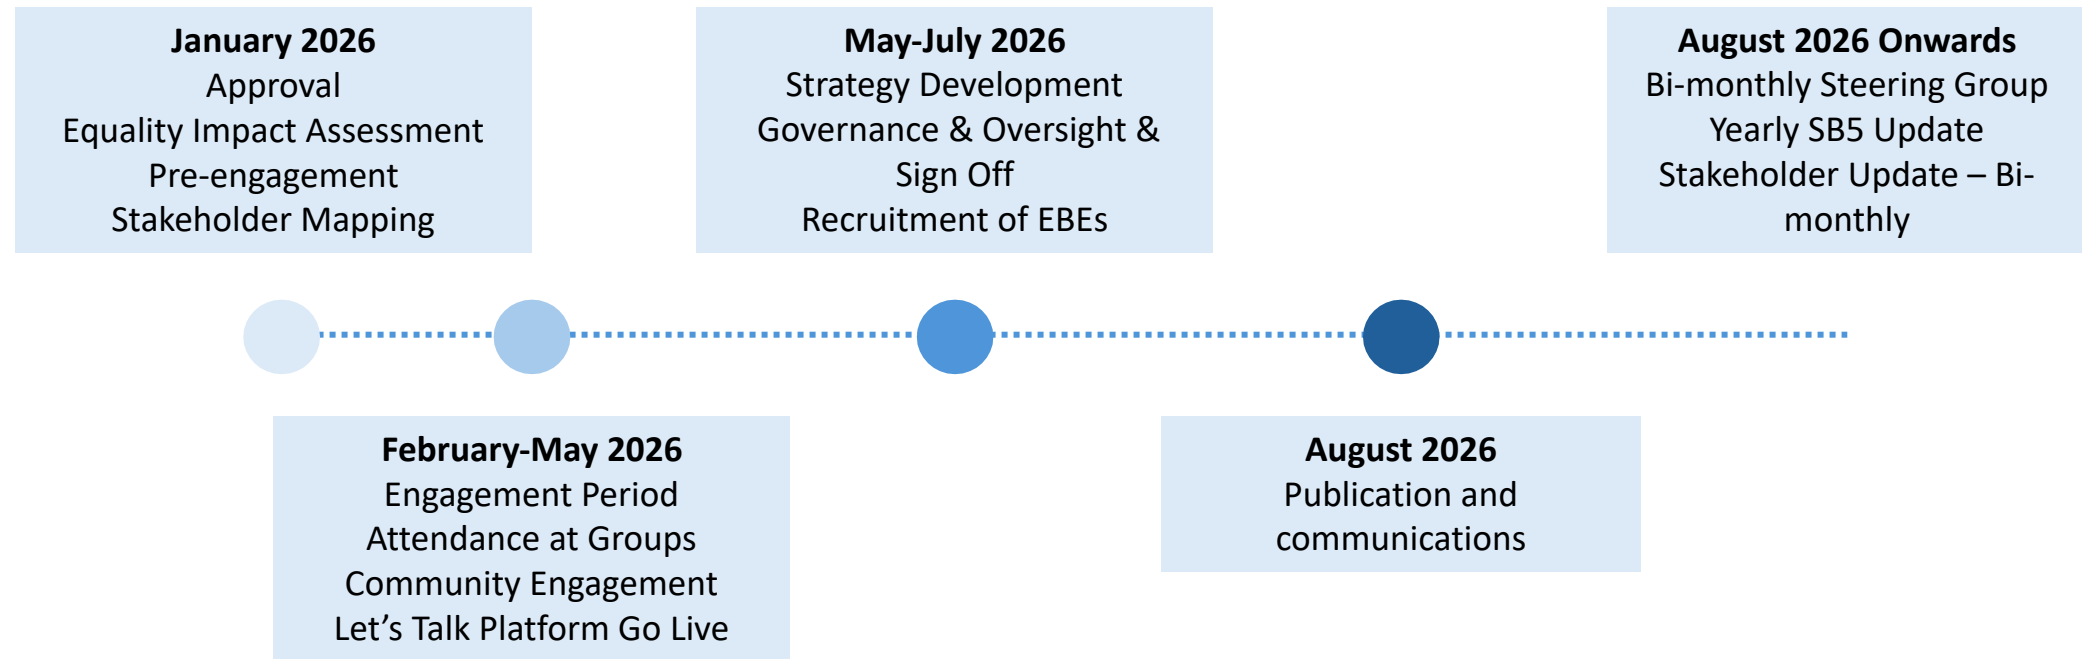 January 2026
Approval
Equality Impact Assessment
Pre-engagement
Stakeholder Mapping
February-May 2026
Engagement Period
Attendance at Groups
Community Engagement
Let’s Talk Platform Go Live
May-July 2026
Strategy Development
Governance & Oversight &
Sign Off
Recruitment of EBEs
August 2026
Publication and
communications
August 2026 Onwards
Bi-monthly Steering Group
Yearly SB5 Update
Stakeholder Update – Bi-
monthly